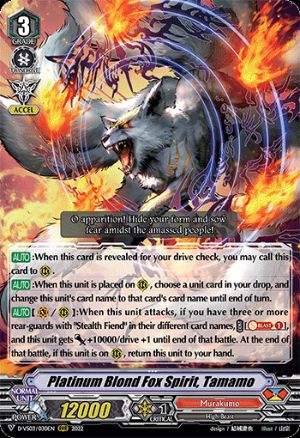 3
GRADE
ACCEL
O apparition! Hide your form and sow
fear amidst the amassed people!
AUTO :When this card is revealed for your drive check, you may call this
card to R.
AUTO :When this unit is placed on R, choose a unit card in your drop, and
change this unit's card name to that card's card name until end of turn.
AUTO [ R ] :When this unit attacks, if you have three or more
rear-guards with "Stealth Fiend" in their different card names, BLAST 1
and this unit gets +10000/drive +1 until end of that battle. At the end of
that battle, if this unit is on R, return this unit to your hand.
Platinum Blond Fox Spirit, Tamamo
NORMAL
UNIT
POWER
12000
1
CRITICAL
Murakumo
High Beast
D-VS03/030EN
2022
design / 
Illust /